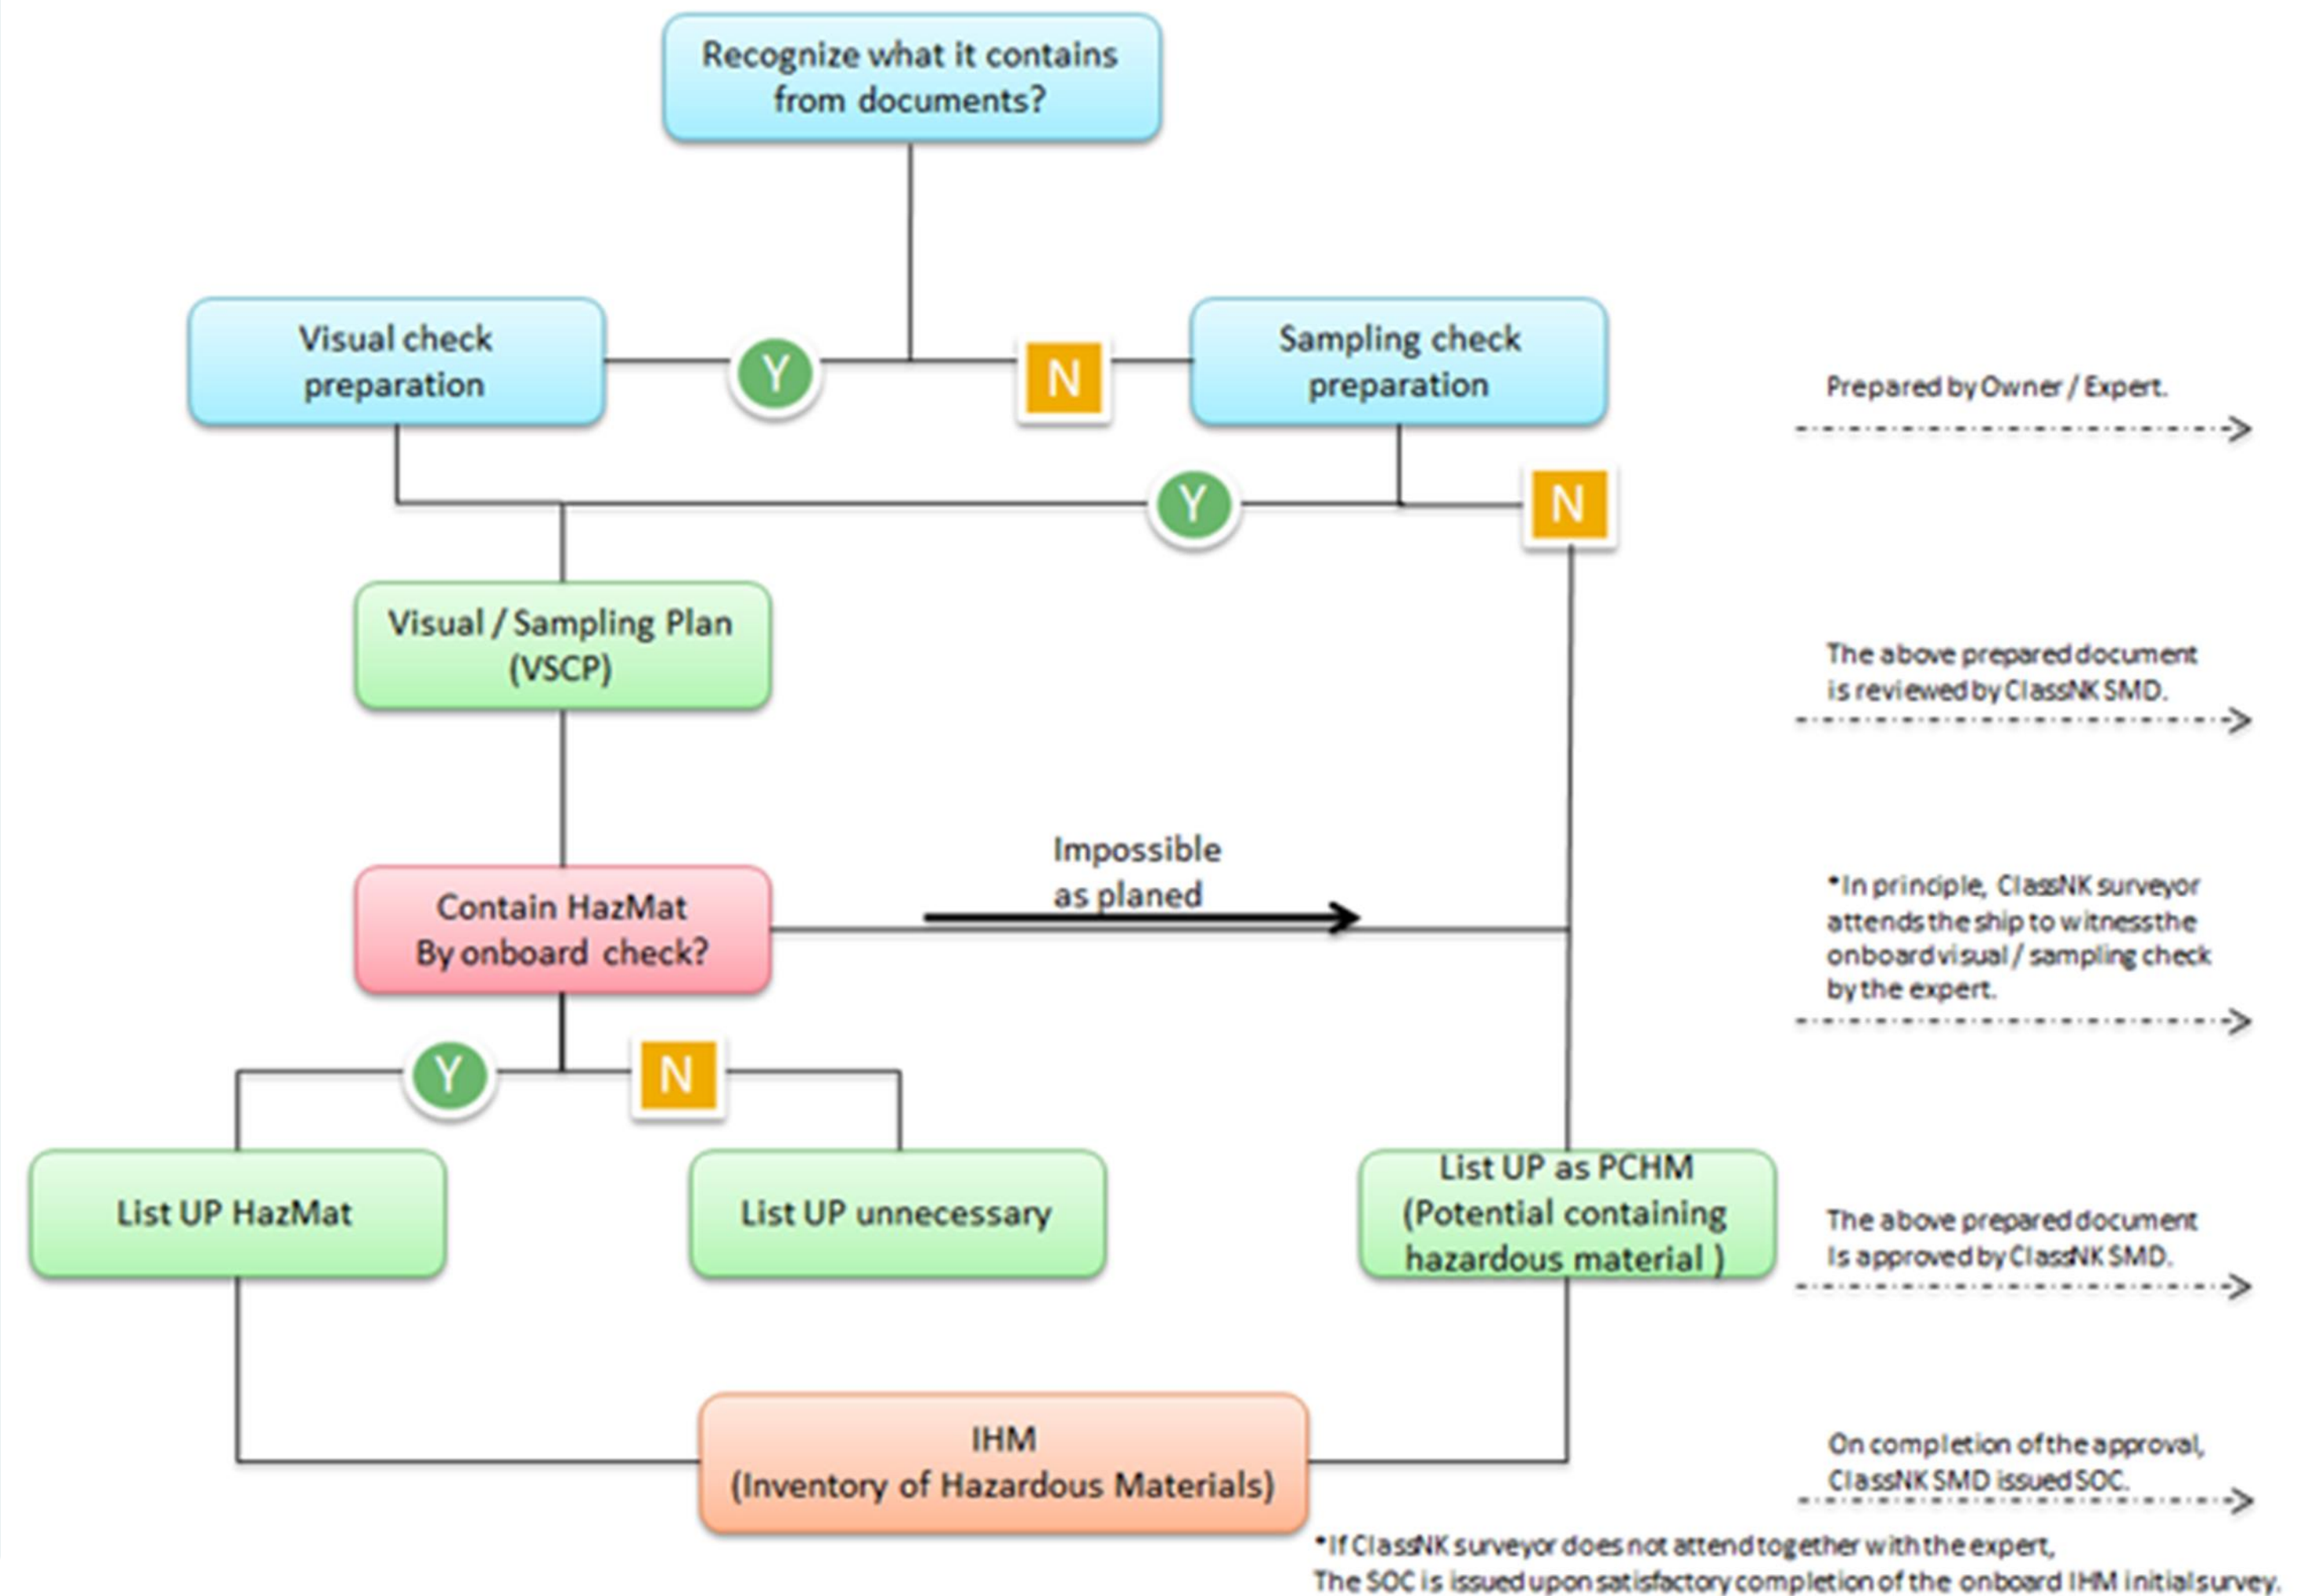 Recognize what it contains
from documents?
Visual check
preparation
Y
N
Sampling check
preparation
Prepared by Owner / Expert.
Y
N
Visual / Sampling Plan
(VSCP)
The above prepared document
is reviewed by ClassNK SMD.
Impossible
as planed
Contain HazMat
By onboard check?
*In principle, ClassNK surveyor
attends the ship to witness the
onboard visual / sampling check
by the expert.
Y
N
List UP HazMat
List UP unnecessary
List UP as PCHM
(Potential containing
hazardous material )
The above prepared document
Is approved by ClassNK SMD.
IHM
(Inventory of Hazardous Materials)
On completion of the approval,
ClassNK SMD issued SOC.
*If ClassNK surveyor does not attend together with the expert,
The SOC is issued upon satisfactory completion of the onboard IHM initial survey.